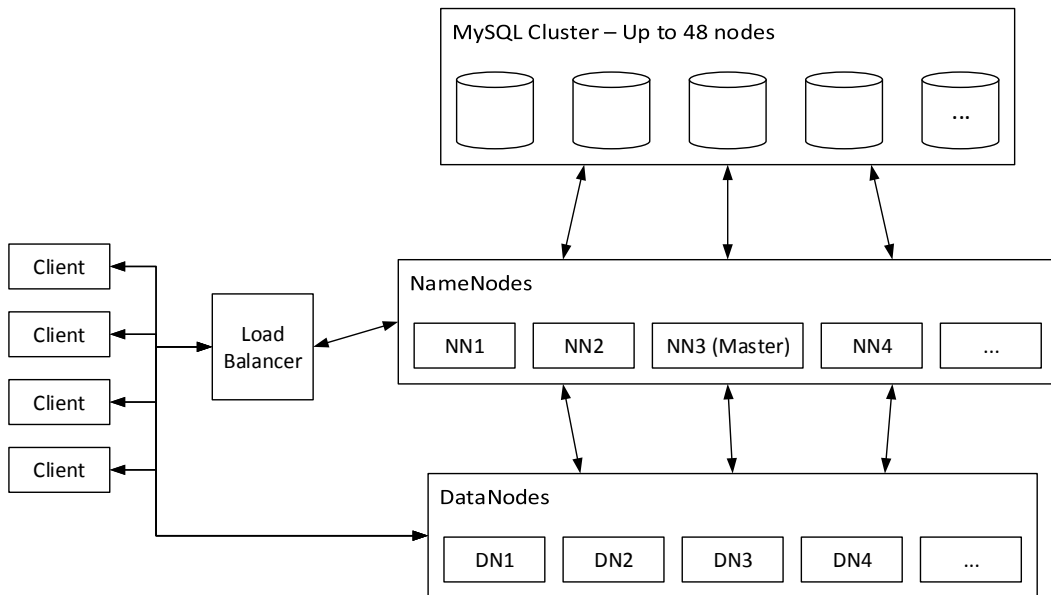 MySQL Cluster – Up to 48 nodes
...
Client
Client
Client
Client
Load
Balancer
NameNodes
NN1
NN2
NN3 (Master)
NN4
...
DataNodes
DN1
DN2
DN3
DN4
...